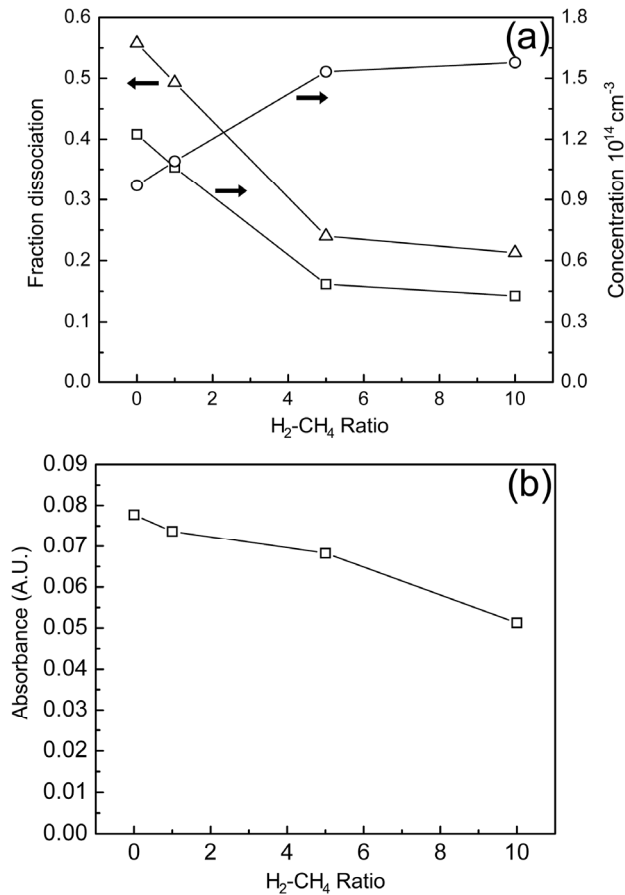 (a)
Fraction dissociation
0.6
0.5
0.4
0.3
0.2
0.1
0.0
1.8
1.5
1.2
0.9
0.6
0.3
0.0
Concentration 10¹⁴ cm⁻³
0 2 4 6 8 10
H₂-CH₄ Ratio
(b)
Absorbance (A.U.)
0.09
0.08
0.07
0.06
0.05
0.04
0.03
0.02
0.01
0.00
0 2 4 6 8 10
H₂-CH₄ Ratio